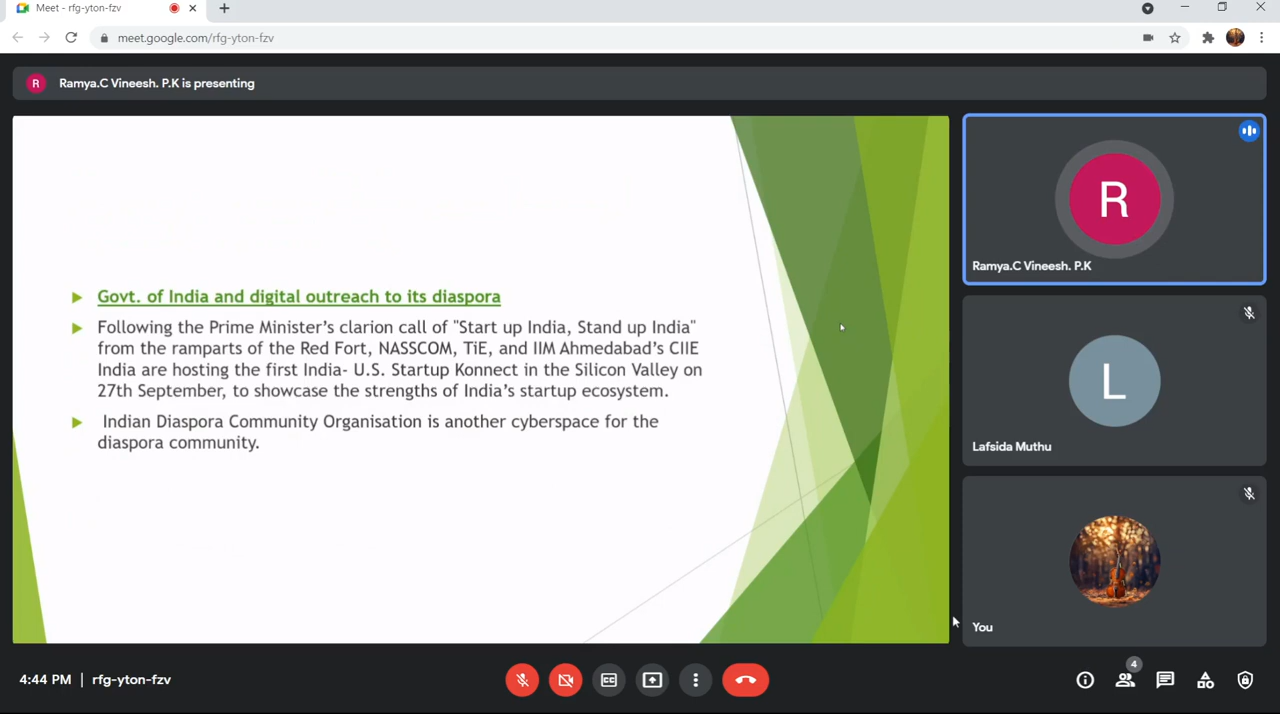 Meet - rfg-yton-fzv
meet.google.com/rfg-yton-fzv
R
Ramya.C Vineesh. P.K is presenting
Govt. of India and digital outreach to its diaspora
Following the Prime Minister’s clarion call of "Start up India, Stand up India"
from the ramparts of the Red Fort, NASSCOM, TiE, and IIM Ahmedabad’s CIIE
India are hosting the first India- U.S. Startup Konnect in the Silicon Valley on
27th September, to showcase the strengths of India’s startup ecosystem.
Indian Diaspora Community Organisation is another cyberspace for the
diaspora community.
R
Ramya.C Vineesh. P.K
L
Lafsida Muthu
You
4:44 PM | rfg-yton-fzv
CC
4